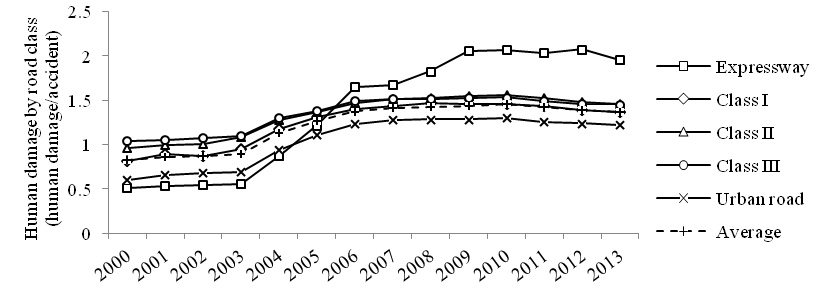 Human damage by road class
(human damage/accident)
2.5
2
1.5
1
0.5
0
2000
2001
2002
2003
2004
2005
2006
2007
2008
2009
2010
2011
2012
2013
Expressway
Class I
Class II
Class III
Urban road
Average